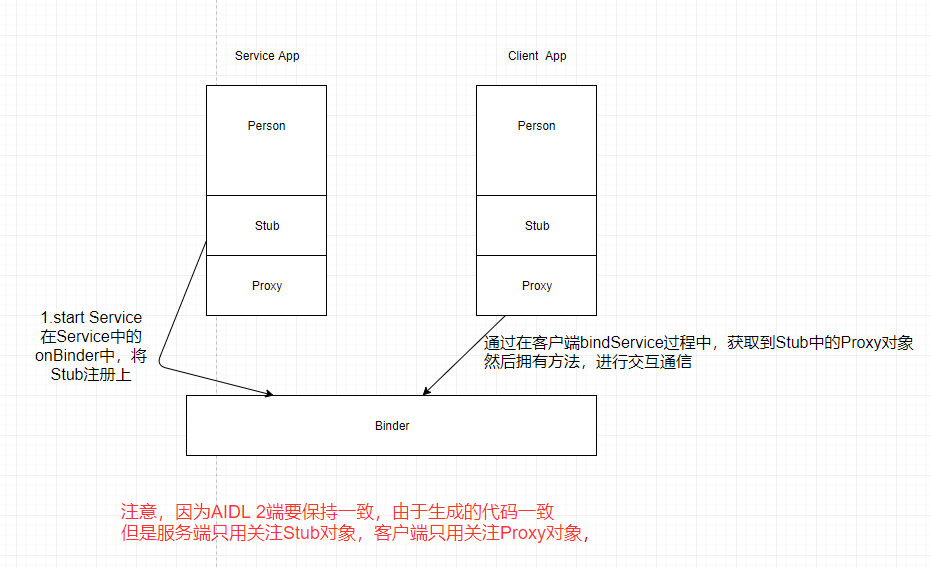 Service App
Client App
Person
Person
Stub
Stub
Proxy
Proxy
1.start Service
在Service中的
onBinder中，将
Stub注册上
通过在客户端bindService过程中，获取到Stub中的Proxy对象
然后拥有方法，进行交互通信
Binder
注意，因为AIDL 2端要保持一致，由于生成的代码一致
但是服务端只用关注Stub对象，客户端只用关注Proxy对象，